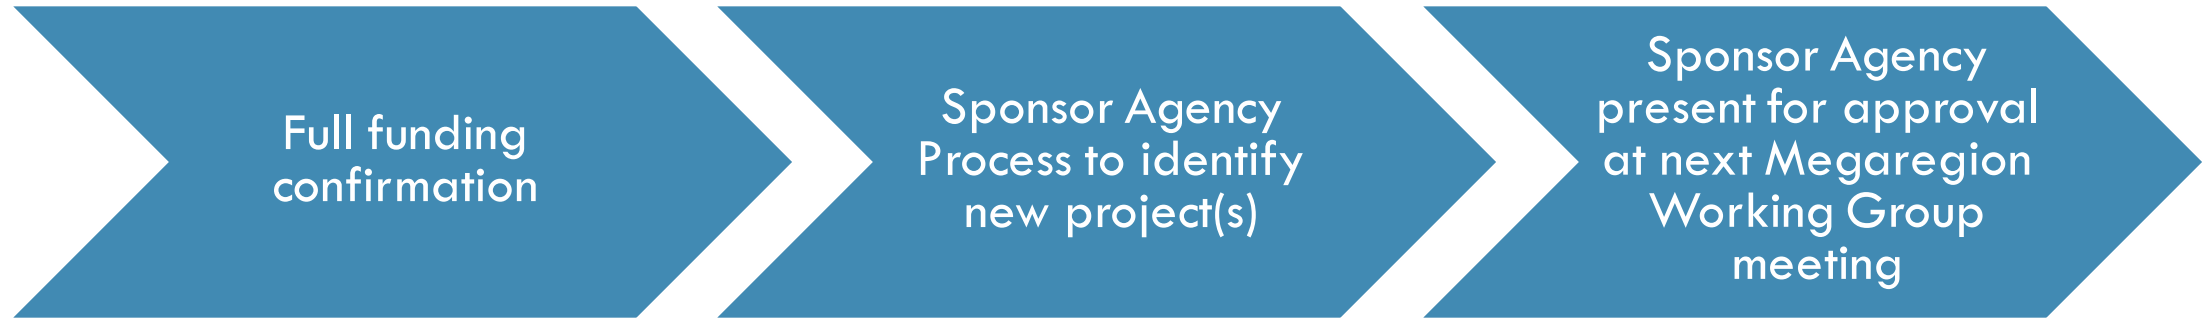 Full funding
confirmation
Sponsor Agency
Process to identify
new project(s)
Sponsor Agency
present for approval
at next Megaregion
Working Group
meeting